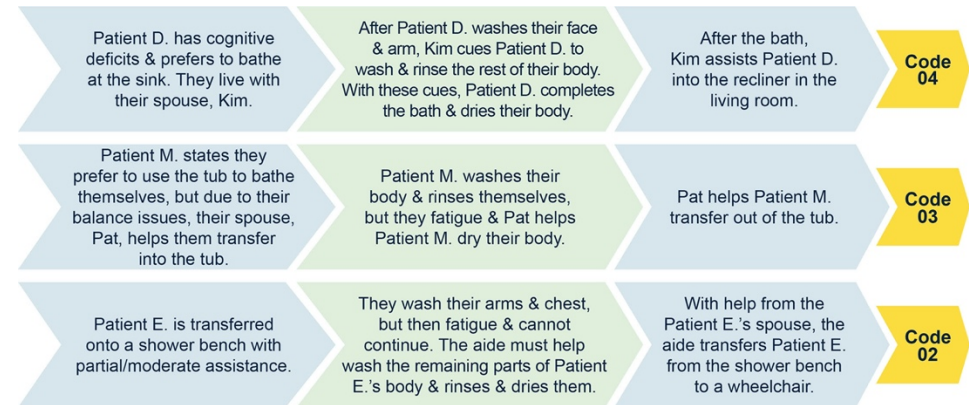 Patient D. has cognitive
deficits & prefers to bathe
at the sink. They live with
their spouse, Kim.
After Patient D. washes their face
& arm, Kim cues Patient D. to
wash & rinse the rest of their body.
With these cues, Patient D. completes
the bath & dries their body.
After the bath,
Kim assists Patient D.
into the recliner in the
living room.
Code
04
Patient M. states they
prefer to use the tub to bathe
themselves, but due to their
balance issues, their spouse,
Pat, helps them transfer
into the tub.
Patient M. washes their
body & rinses themselves,
but they fatigue & Pat helps
Patient M. dry their body.
Pat helps Patient M.
transfer out of the tub.
Code
03
Patient E. is transferred
onto a shower bench with
partial/moderate assistance.
They wash their arms & chest,
but then fatigue & cannot
continue. The aide must help
wash the remaining parts of Patient
E.'s body & rinses & dries them.
With help from the
Patient E.'s spouse, the
aide transfers Patient E.
from the shower bench
to a wheelchair.
Code
02